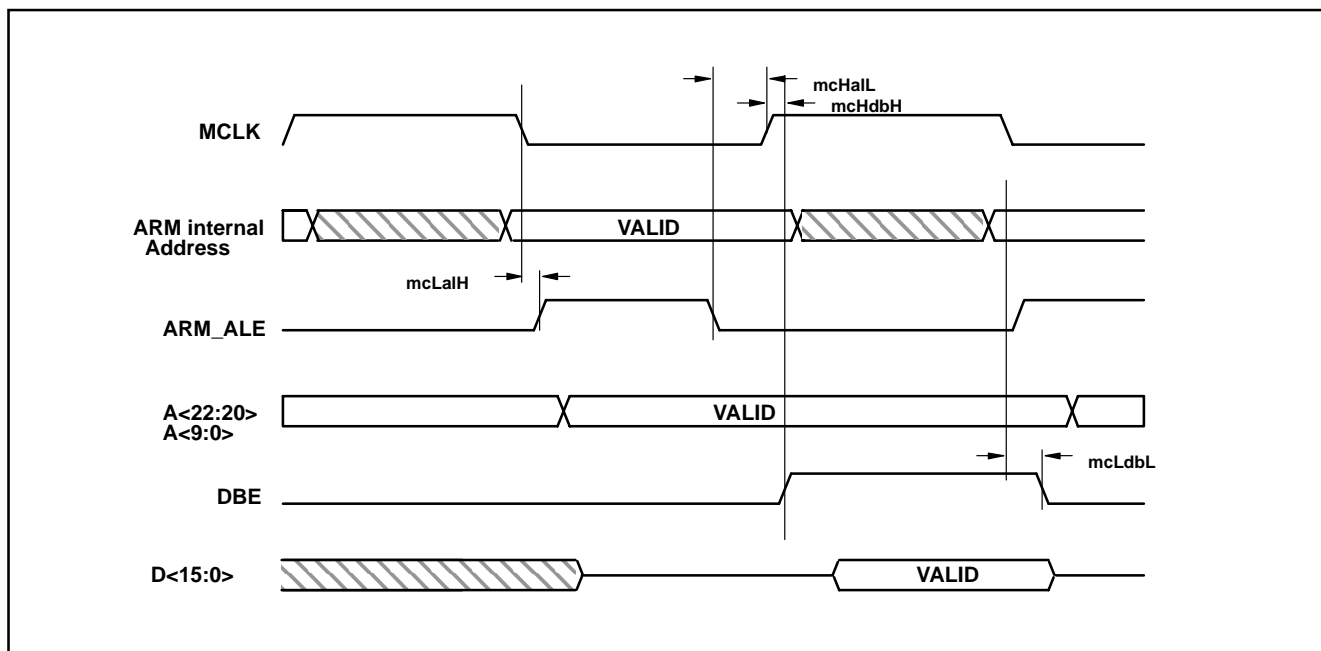 mcHalL
mcHdbH
MCLK
ARM internal
Address
VALID
mcLalH
ARM_ALE
A<22:20>
A<9:0>
VALID
mcLdbL
DBE
D<15:0>
VALID